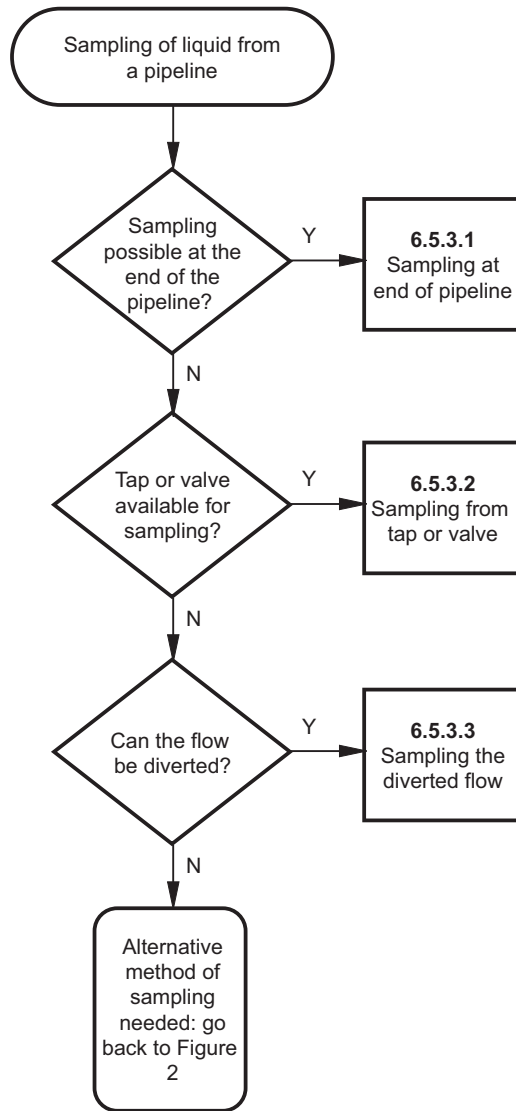 Sampling of liquid from
a pipeline
Sampling
possible at the
end of the
pipeline?
Y
6.5.3.1
Sampling at
end of pipeline
N
Tap or valve
available for
sampling?
Y
6.5.3.2
Sampling from
tap or valve
N
Can the flow
be diverted?
Y
6.5.3.3
Sampling the
diverted flow
N
Alternative
method of
sampling
needed: go
back to Figure
2